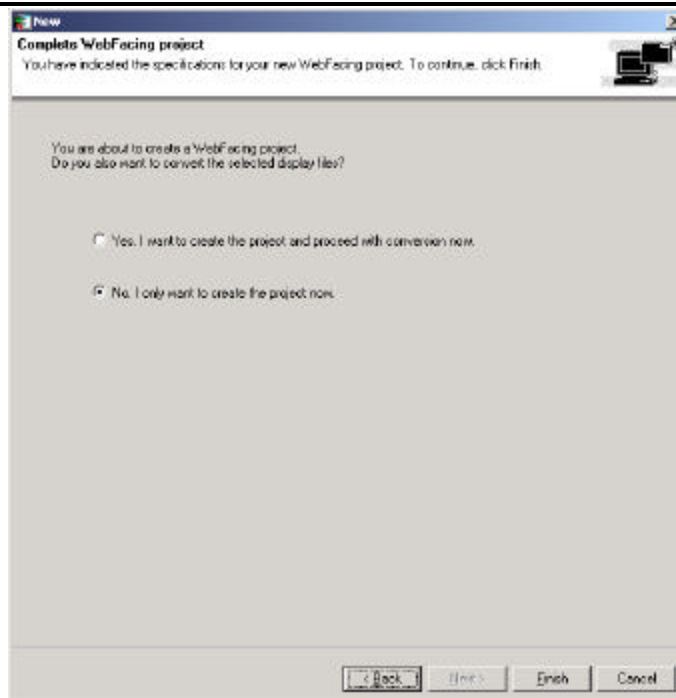 New
Complete WebFacing project
You have indicated the specifications for your new WebFacing project. To continue, click Finish.
You are about to create a WebFacing project.
Do you also want to convert the selected display files?
Yes. I want to create the project and proceed with conversion now.
No. I only want to create the project now.
< Back
Next >
Finish
Cancel